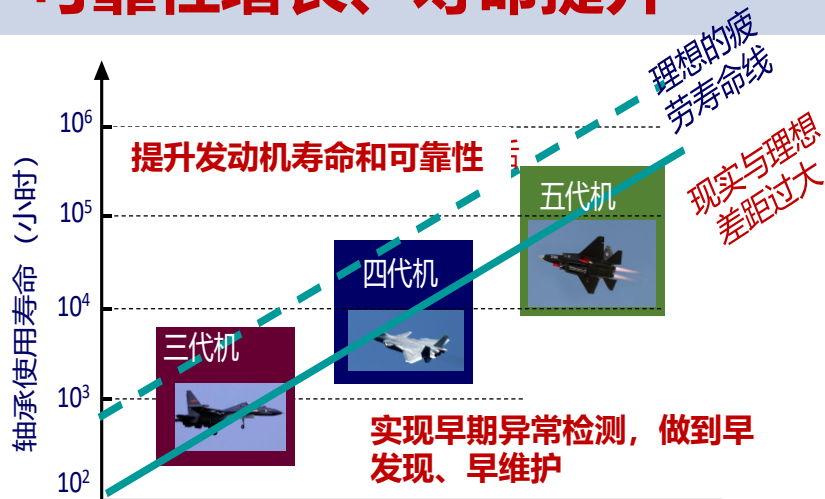 可靠性增长、寿命提升
理想的疲
劳寿命线
10⁶
提升发动机寿命和可靠性
现实与理想
差距过大
五代机
10⁵
四代机
10⁴
三代机
10³
实现早期异常检测，做到早
发现、早维护
10²
轴承使用寿命（小时）